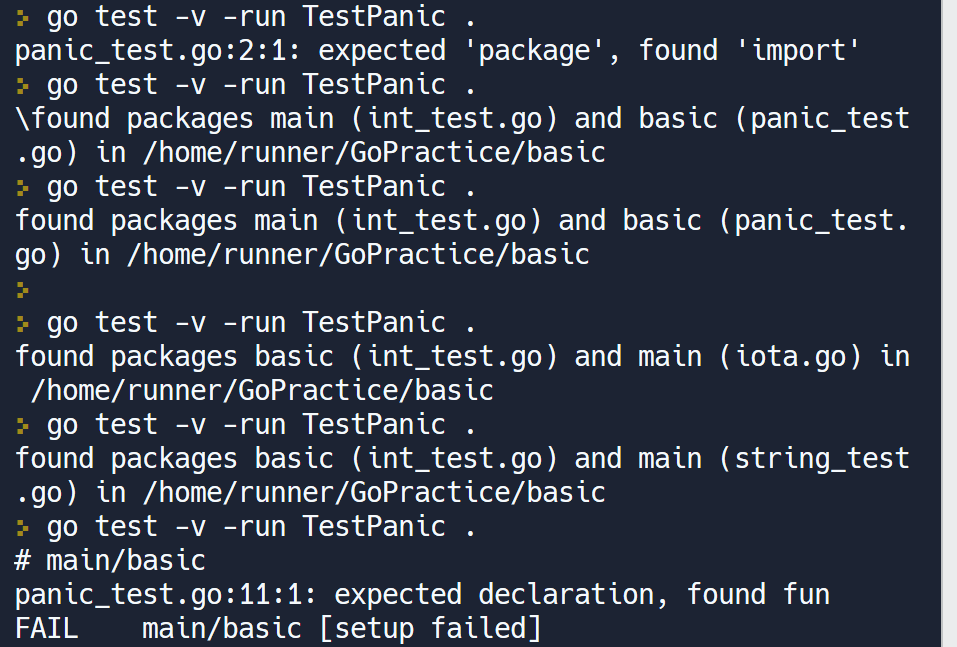 go test -v -run TestPanic .
panic_test.go:2:1: expected 'package', found 'import'
go test -v -run TestPanic .
\found packages main (int_test.go) and basic (panic_test
.go) in /home/runner/GoPractice/basic
go test -v -run TestPanic .
found packages main (int_test.go) and basic (panic_test.
go) in /home/runner/GoPractice/basic
go test -v -run TestPanic .
found packages basic (int_test.go) and main (iota.go) in
 /home/runner/GoPractice/basic
go test -v -run TestPanic .
found packages basic (int_test.go) and main (string_test
.go) in /home/runner/GoPractice/basic
go test -v -run TestPanic .
# main/basic
panic_test.go:11:1: expected declaration, found fun
FAIL    main/basic [setup failed]